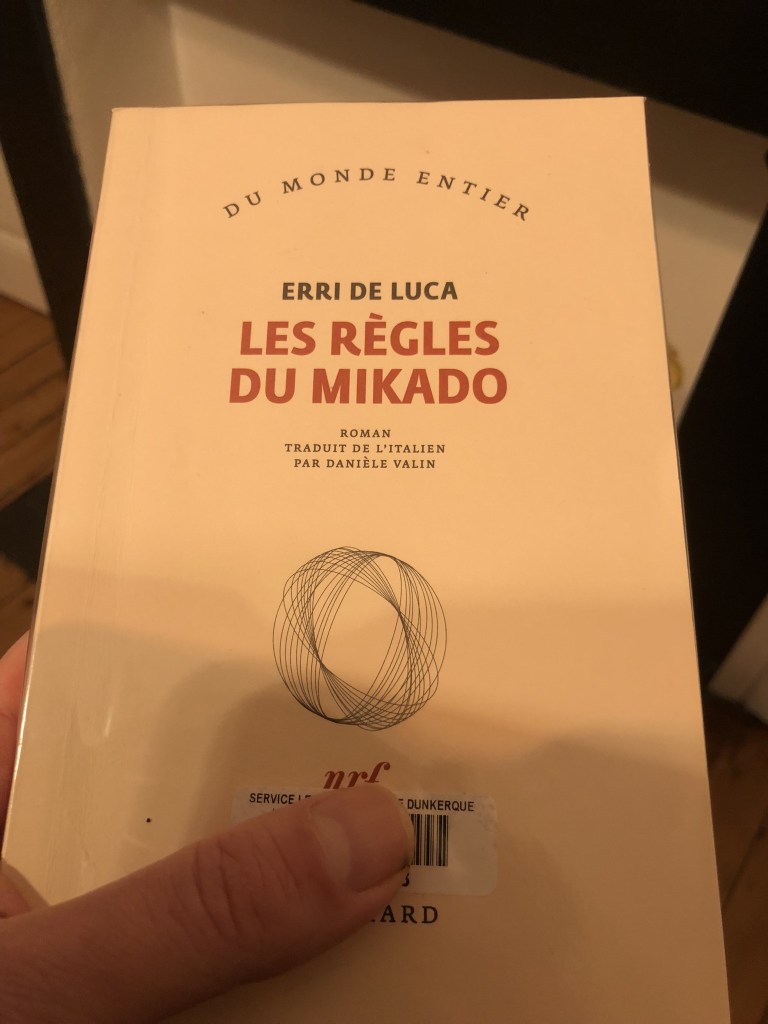 DU MONDE ENTIER
ERRI DE LUCA
LES RÈGLES
DU MIKADO
ROMAN
TRADUIT DE L'ITALIEN
PAR DANIÈLE VALIN
nrf
SERVICE DUNKERQUE